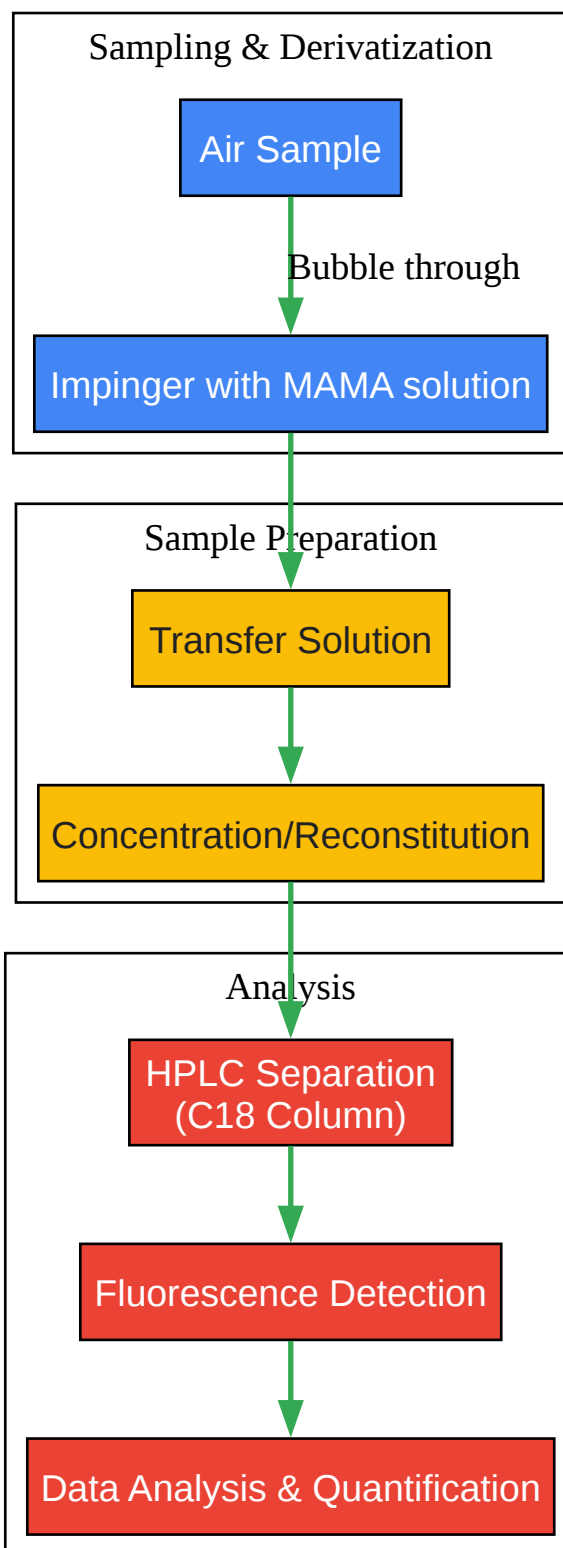 Sampling & Derivatization
Air Sample
Bubble through
Impinger with MAMA solution
Sample Preparation
Transfer Solution
Concentration/Reconstitution
Analysis
HPLC Separation
(C18 Column)
Fluorescence Detection
Data Analysis & Quantification